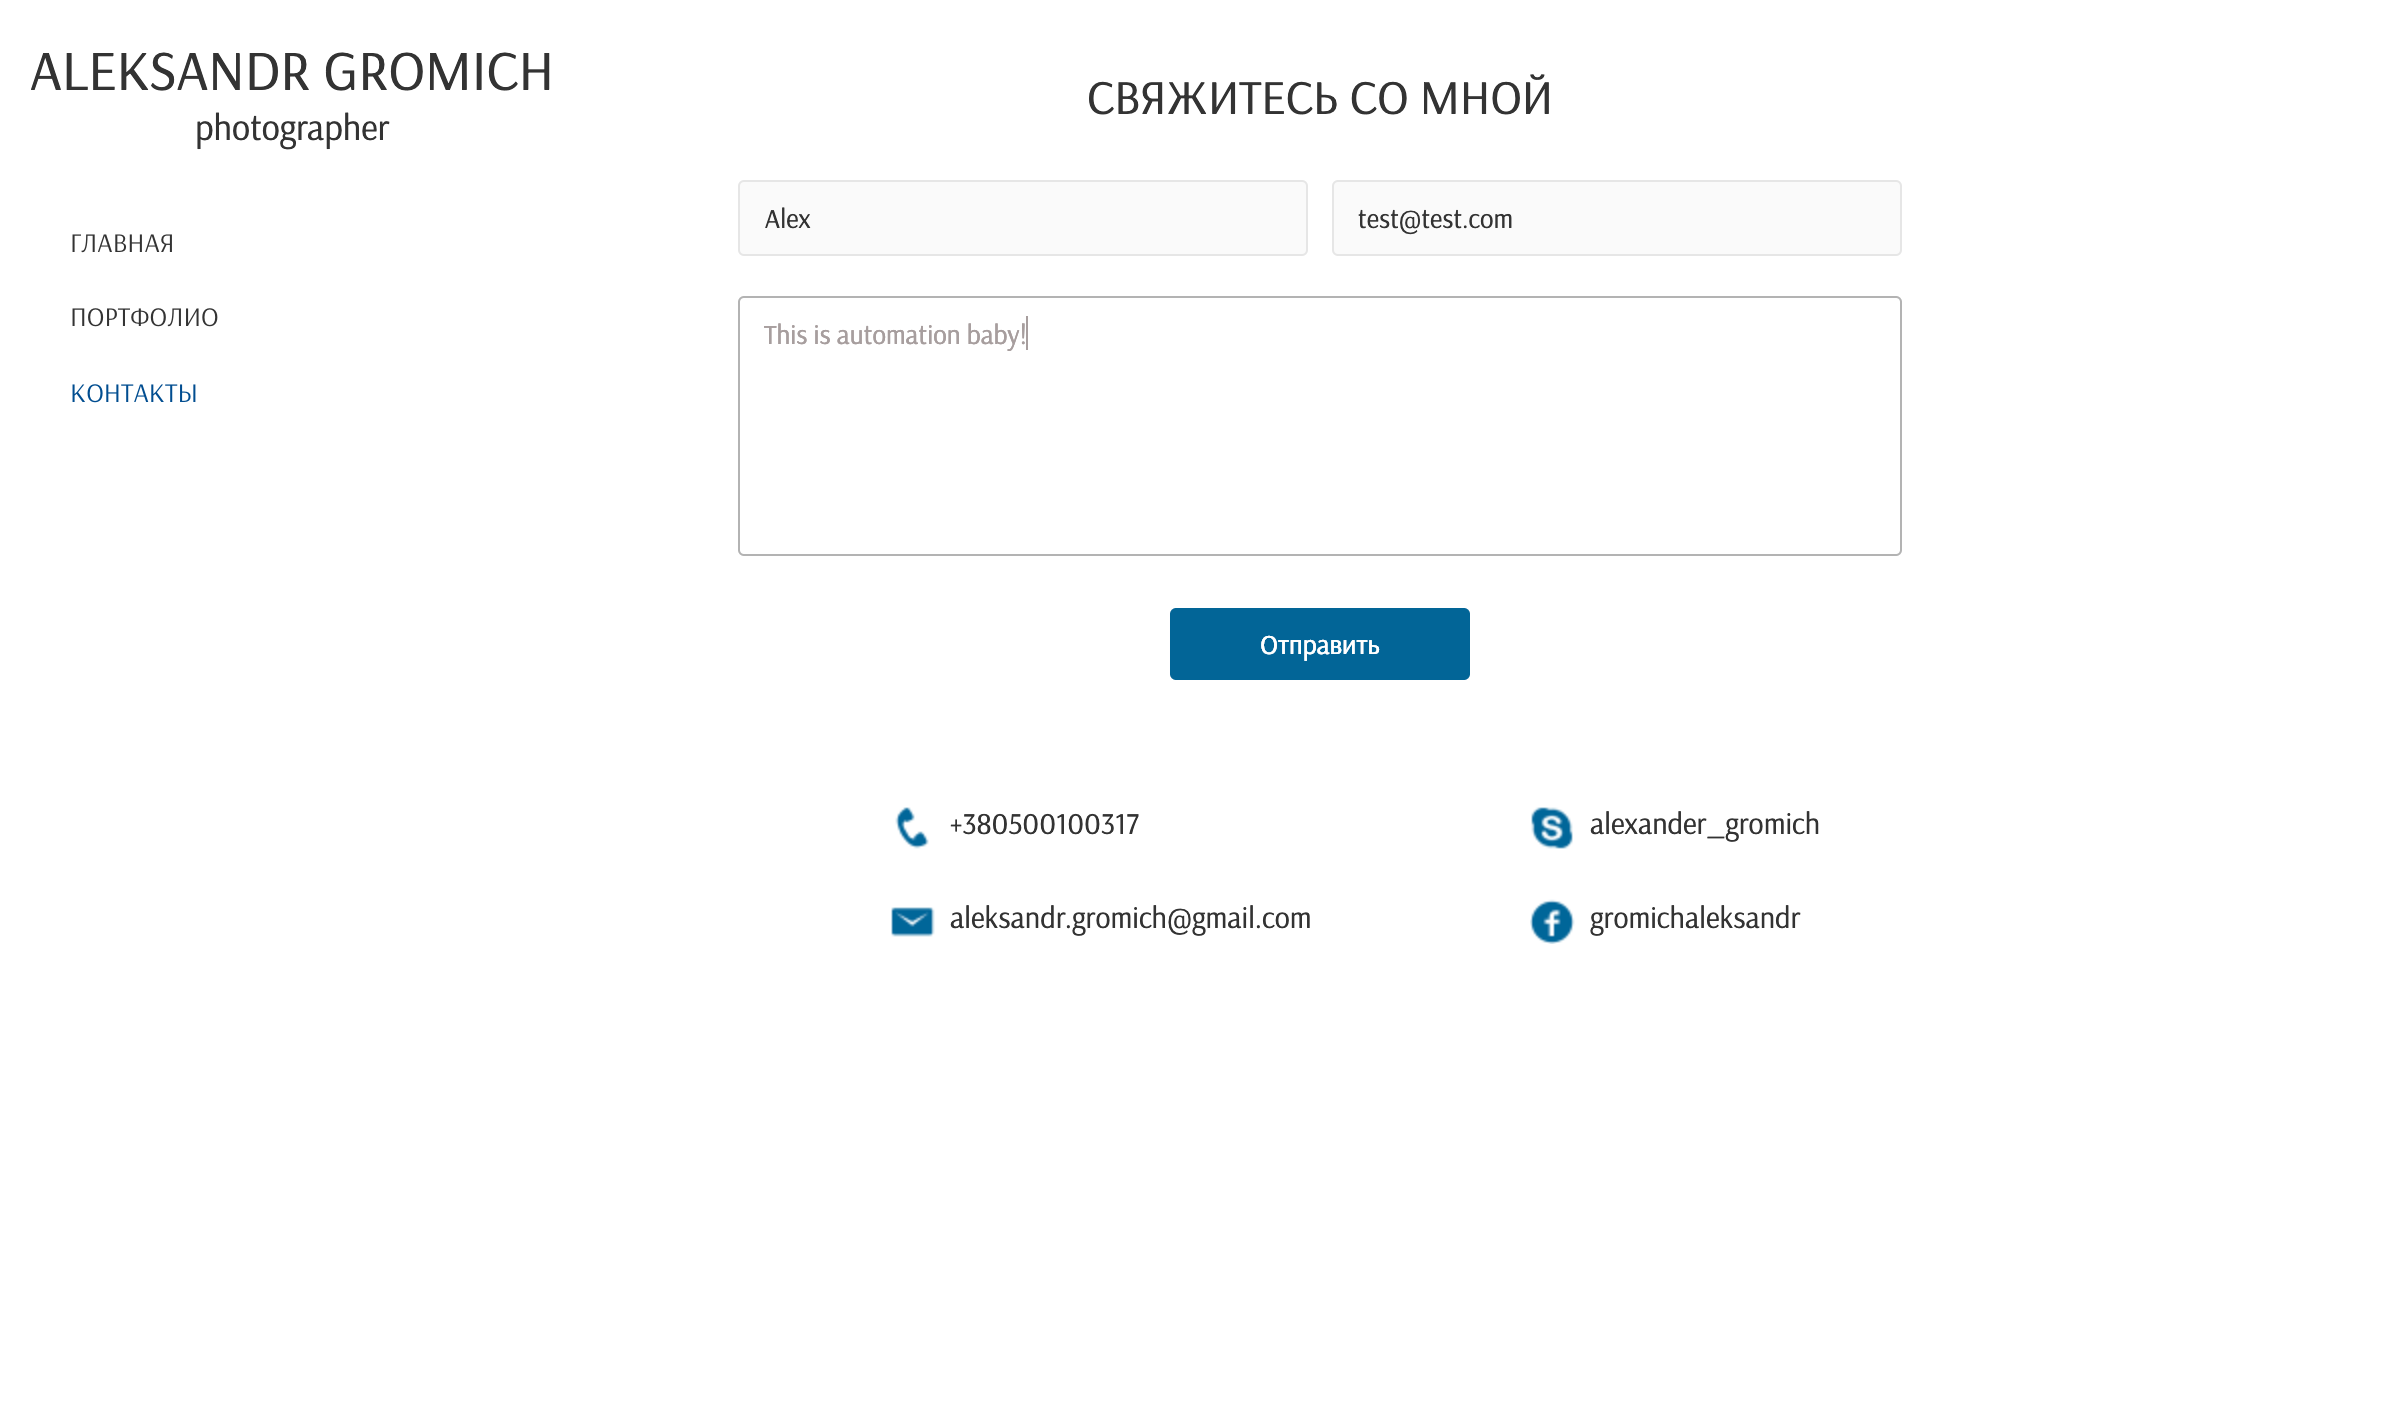 ALEKSANDR GROMICH
photographer
ГЛАВНАЯ
ПОРТФОЛИО
КОНТАКТЫ
СВЯЖИТЕСЬ СО МНОЙ
Alex
test@test.com
This is automation baby!
Отправить
+380500100317
alexander_gromich
aleksandr.gromich@gmail.com
gromichaleksandr